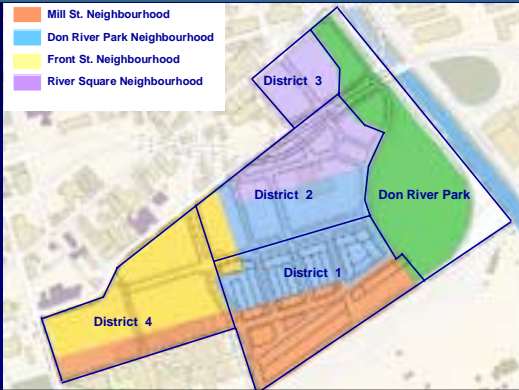 Mill St. Neighbourhood
Don River Park Neighbourhood
Front St. Neighbourhood
River Square Neighbourhood
District 3
District 2
Don River Park
District 1
District 4